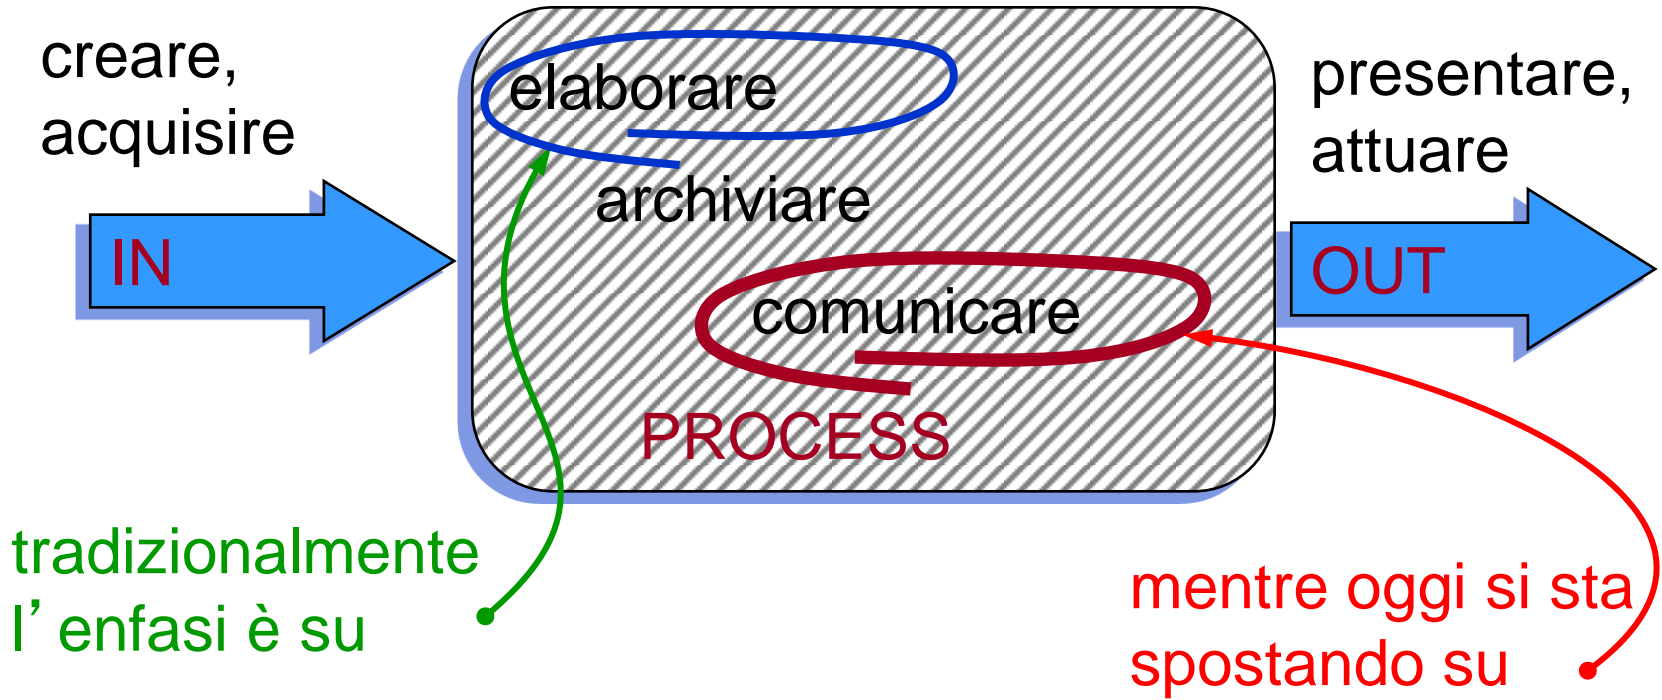 creare,
acquisire
IN
elaborare
archiviare
comunicare
PROCESS
presentare,
attuare
OUT
tradizionalmente
l’ enfasi è su
mentre oggi si sta
spostando su